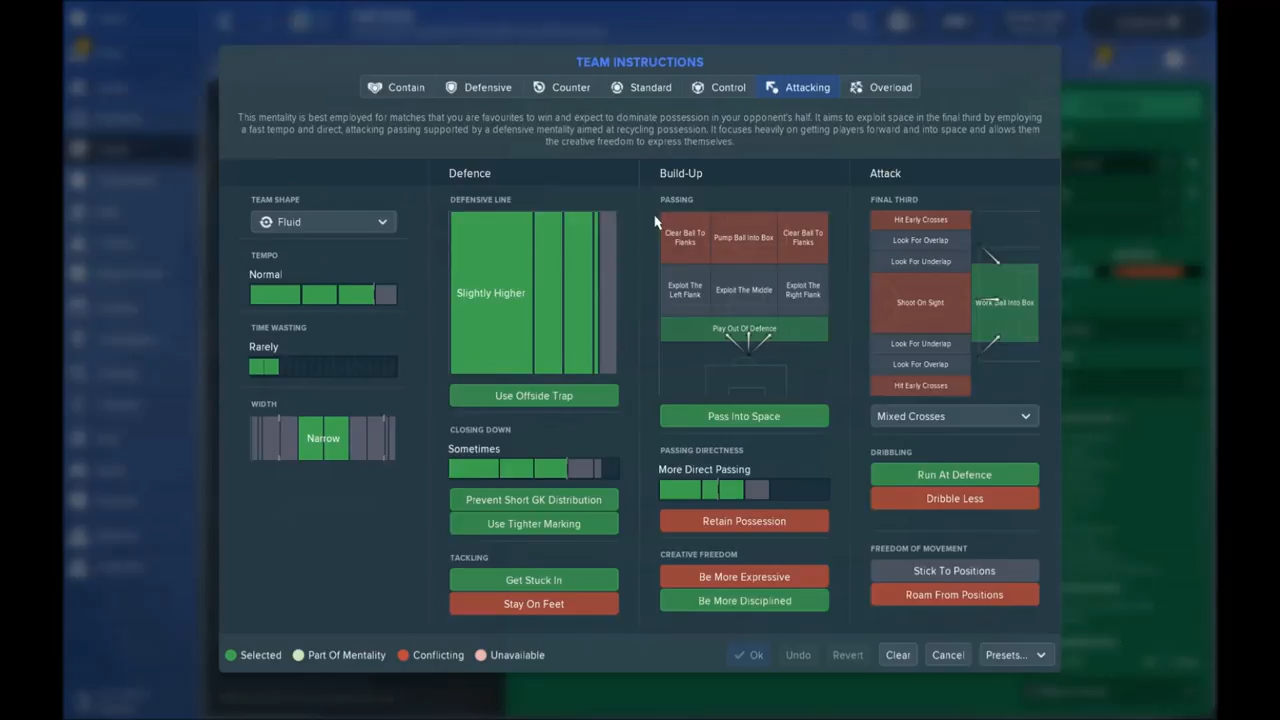 TEAM INSTRUCTIONS
Contain
Defensive
Counter
Standard
Control
Attacking
Overload
This mentality is best employed for matches that you are favourites to win and expect to dominate possession in your opponent's half. It aims to exploit space in the final third by employing
a fast tempo and direct, attacking passing supported by a defensive mentality aimed at recycling possession. It focuses heavily on getting players forward and into space and allows them
the creative freedom to express themselves.
TEAM SHAPE
Fluid
TEMPO
Normal
TIME WASTING
Rarely
WIDTH
Narrow
Defence
DEFENSIVE LINE
Slightly Higher
Use Offside Trap
CLOSING DOWN
Sometimes
Prevent Short GK Distribution
Use Tighter Marking
TACKLING
Get Stuck In
Stay On Feet
Build-Up
PASSING
Clear Ball To
Flanks
Pump Ball Into Box
Clear Ball To
Flanks
Exploit The
Left Flank
Exploit The Middle
Exploit The
Right Flank
Play Out Of Defence
Pass Into Space
PASSING DIRECTNESS
More Direct Passing
Retain Possession
CREATIVE FREEDOM
Be More Expressive
Be More Disciplined
Attack
FINAL THIRD
Hit Early Crosses
Look For Overlap
Look For Underlap
Shoot On Sight
Work Ball Into Box
Look For Underlap
Look For Overlap
Hit Early Crosses
Mixed Crosses
DRIBBLING
Run At Defence
Dribble Less
FREEDOM OF MOVEMENT
Stick To Positions
Roam From Positions
Selected
Part Of Mentality
Conflicting
Unavailable
Ok
Undo
Revert
Clear
Cancel
Presets...